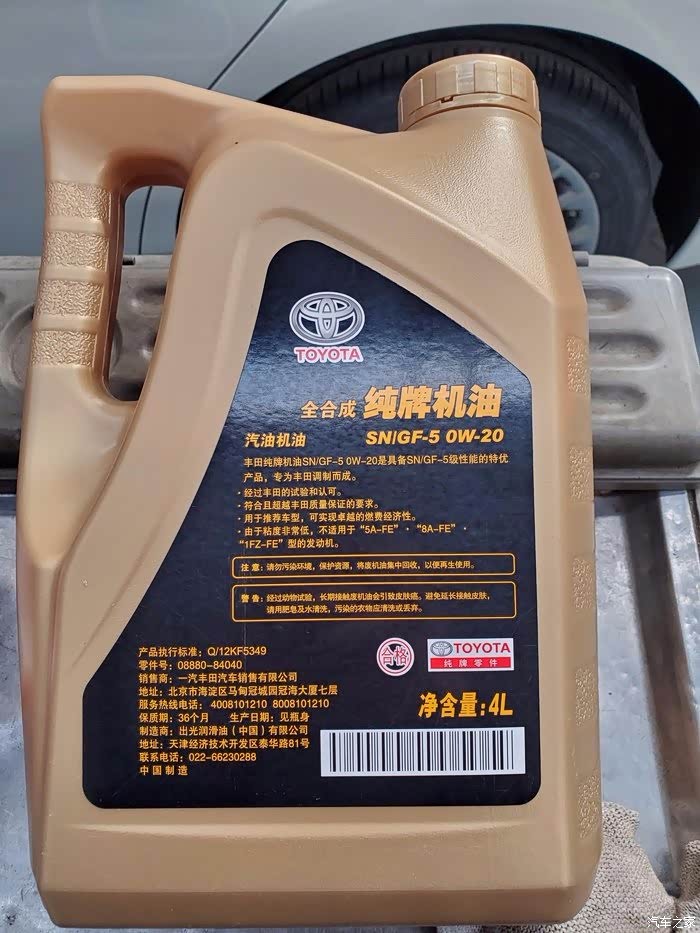 TOYOTA
全合成 纯牌机油
汽油机油 SN/GF-5 0W-20
丰田纯牌机油SN/GF-5 0W-20是具备SN/GF-5级性能的特优
产品，专为丰田调制而成。
·经过丰田的试验和认可。
·符合且超越丰田质量保证的要求。
·用于推荐车型，可实现卓越的燃费经济性。
·由于粘度非常低，不适用于“5A-FE”·“8A-FE”·
“1FZ-FE”型的发动机。
注意：请勿污染环境，保护资源，将废机油集中回收，以便再生使用。
警告：经过动物试验，长期接触废机油会引致皮肤癌，避免延长接触皮肤，
请用肥皂及水清洗，污染的衣物应清洗或丢弃。
产品执行标准：Q/12KF5349
零件号：08880-84040
销售商：一汽丰田汽车销售有限公司
地址：北京市海淀区马甸冠城园冠海大厦七层
服务热线电话：4008101210 8008101210
保质期：36个月 生产日期：见瓶身
制造商：出光润滑油（中国）有限公司
地址：天津经济技术开发区泰华路81号
联系电话：022-66230288
中国制造
合格
TOYOTA
纯牌零件
净含量：4L
汽车之家